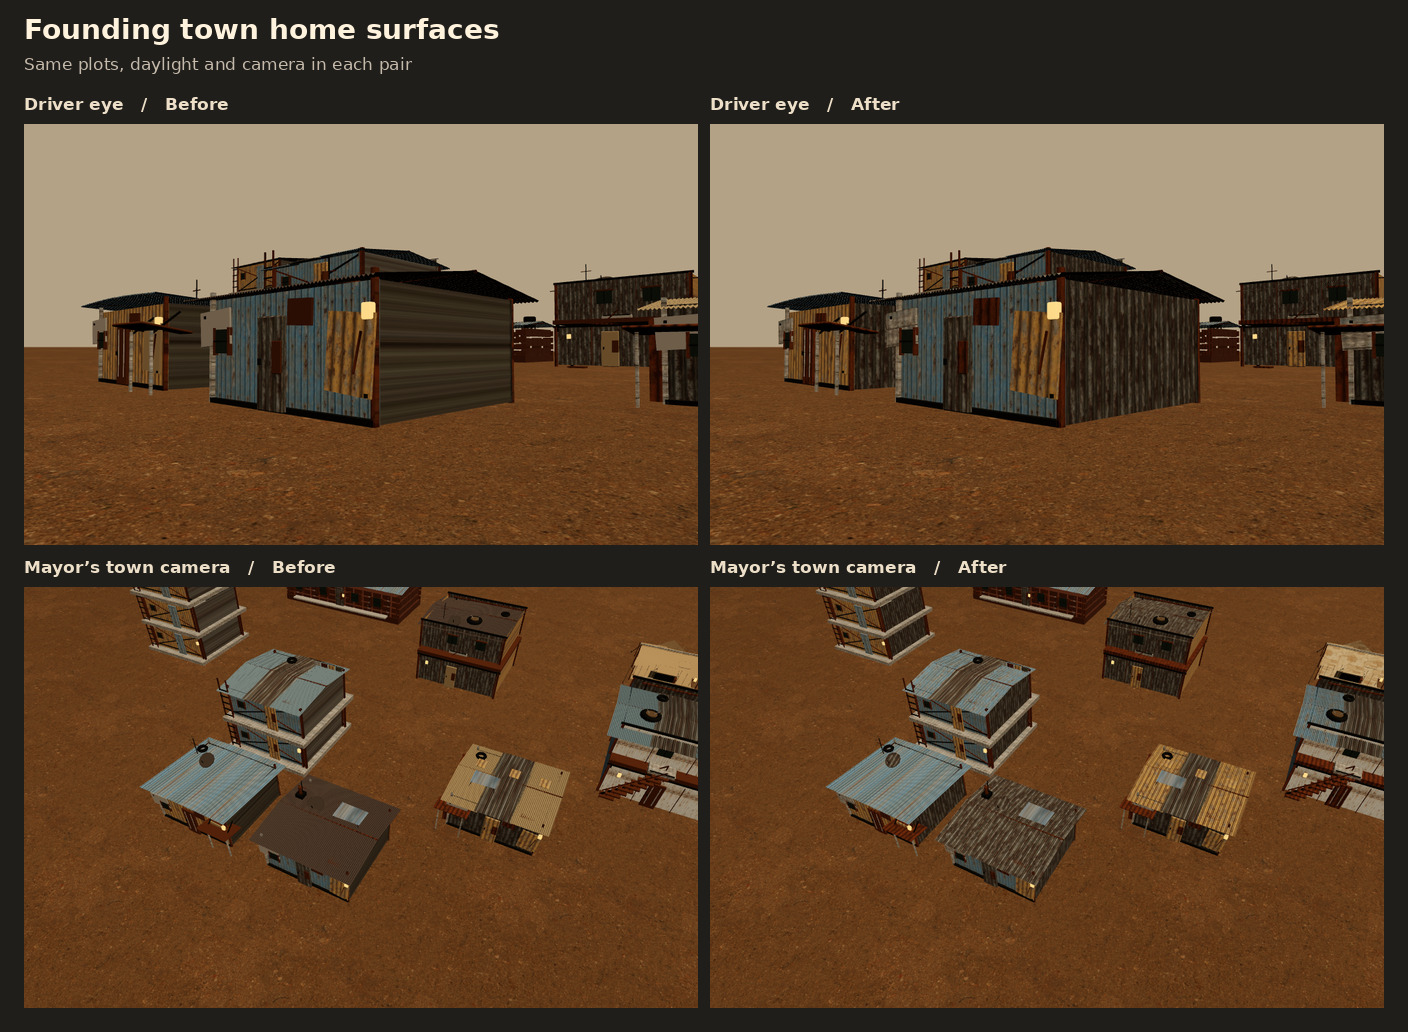 Founding town home surfaces
Same plots, daylight and camera in each pair
Driver eye / Before
Driver eye / After
Mayor’s town camera / Before
Mayor’s town camera / After